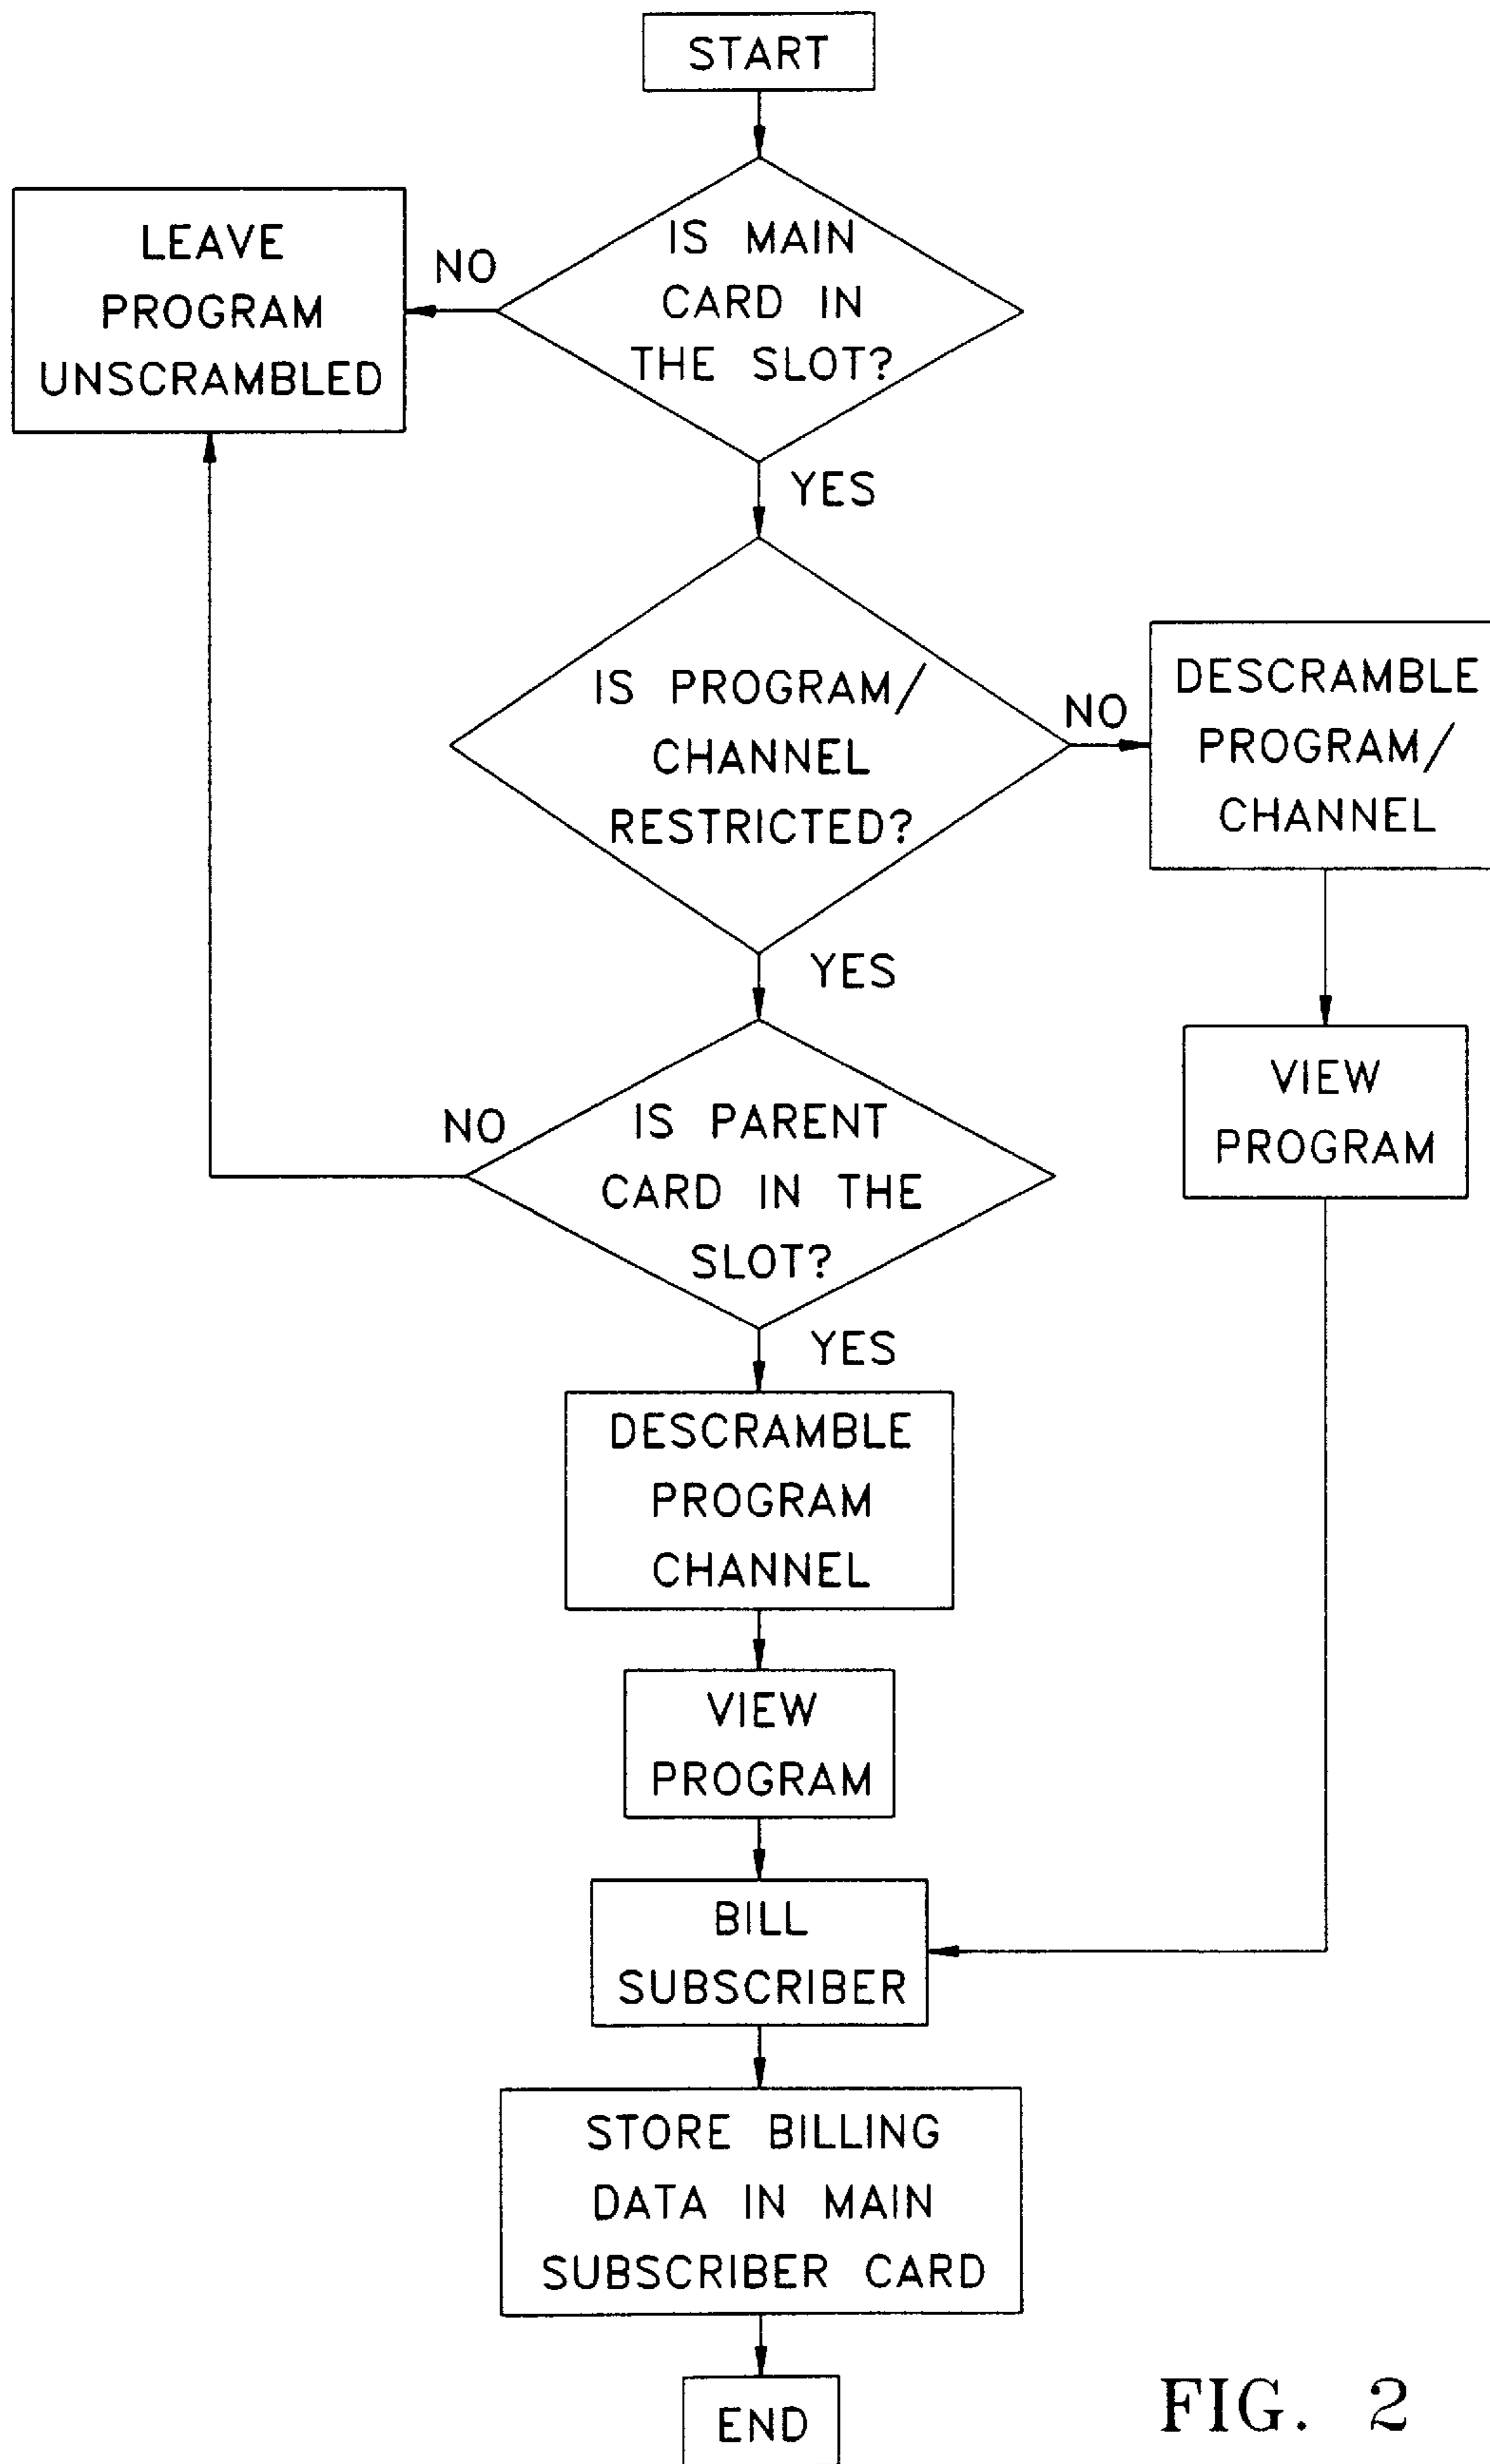 START
IS MAIN
CARD IN
THE SLOT?
NO
LEAVE
PROGRAM
UNSCRAMBLED
YES
IS PROGRAM/
CHANNEL
RESTRICTED?
NO
DESCRAMBLE
PROGRAM/
CHANNEL
VIEW
PROGRAM
YES
IS PARENT
CARD IN THE
SLOT?
NO
YES
DESCRAMBLE
PROGRAM
CHANNEL
VIEW
PROGRAM
BILL
SUBSCRIBER
STORE BILLING
DATA IN MAIN
SUBSCRIBER CARD
END
FIG. 2